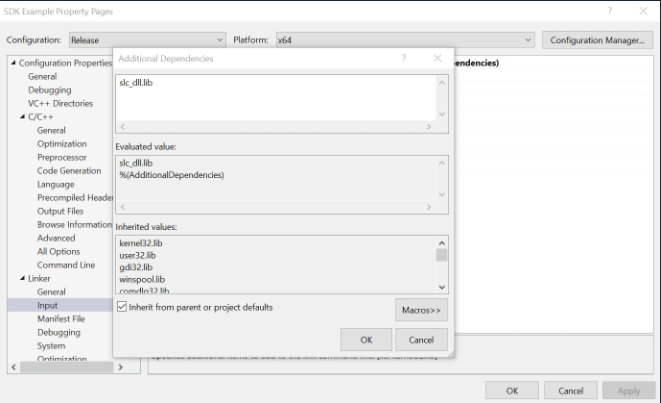 SDK Example Property Pages
Configuration: Release Platform: x64 Configuration Manager...
Configuration Properties
General
Debugging
VC++ Directories
C/C++
General
Optimization
Preprocessor
Code Generation
Language
Precompiled Header
Output Files
Browse Information
Advanced
All Options
Command Line
Linker
General
Input
Manifest File
Debugging
System
Optimization
endencies)
Additional Dependencies
slc_dll.lib
Evaluated value:
slc_dll.lib
%(AdditionalDependencies)
Inherited values:
kernel32.lib
user32.lib
gdi32.lib
winspool.lib
comdlg32.lib
Inherit from parent or project defaults
Macros>>
OK Cancel
OK Cancel Apply